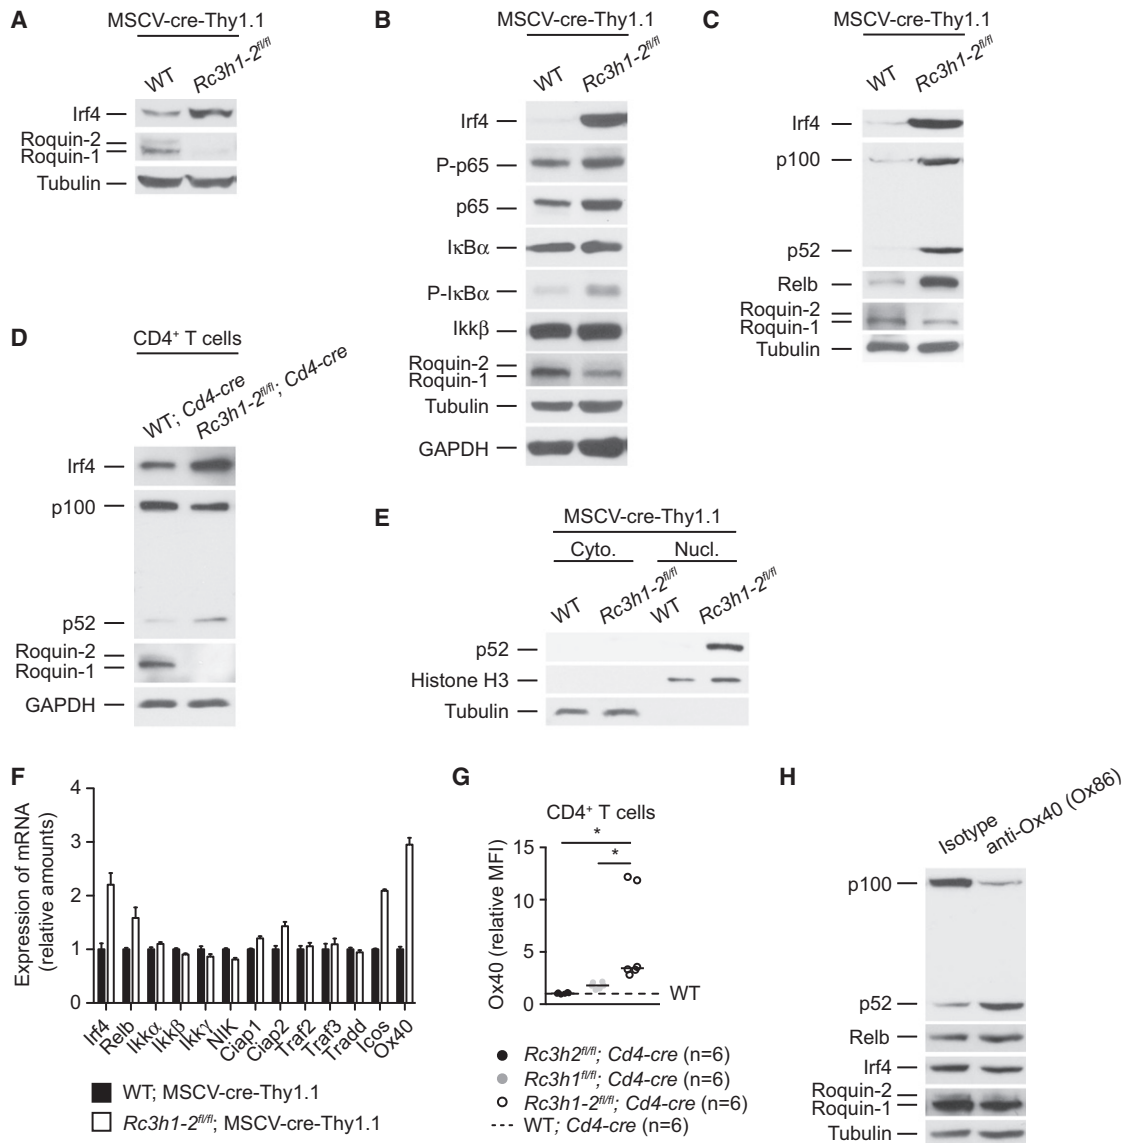 A
MSCV-cre-Thy1.1
WT
Rc3h1-2fl/fl
Irf4
Roquin-2
Roquin-1
Tubulin
B
MSCV-cre-Thy1.1
WT
Rc3h1-2fl/fl
Irf4
P-p65
p65
IκBα
P-IκBα
Ikkβ
Roquin-2
Roquin-1
Tubulin
GAPDH
C
MSCV-cre-Thy1.1
WT
Rc3h1-2fl/fl
Irf4
p100
p52
Relb
Roquin-2
Roquin-1
Tubulin
D
CD4+ T cells
WT; Cd4-cre
Rc3h1-2fl/fl; Cd4-cre
Irf4
p100
p52
Roquin-2
Roquin-1
GAPDH
E
MSCV-cre-Thy1.1
Cyto. Nucl.
WT
Rc3h1-2fl/fl
WT
Rc3h1-2fl/fl
p52
Histone H3
Tubulin
F
Expression of mRNA
(relative amounts)
4
3
2
1
0
Irf4
Relb
Ikkα
Ikkβ
Ikkγ
NIK
Ciap1
Ciap2
Traf2
Traf3
Tradd
Icos
Ox40
WT; MSCV-cre-Thy1.1
Rc3h1-2fl/fl; MSCV-cre-Thy1.1
G
CD4+ T cells
*
*
Ox40 (relative MFI)
15
10
5
0
WT
Rc3h2fl/fl; Cd4-cre (n=6)
Rc3h1fl/fl; Cd4-cre (n=6)
Rc3h1-2fl/fl; Cd4-cre (n=6)
WT; Cd4-cre (n=6)
H
Isotype
anti-Ox40 (Ox86)
p100
p52
Relb
Irf4
Roquin-2
Roquin-1
Tubulin